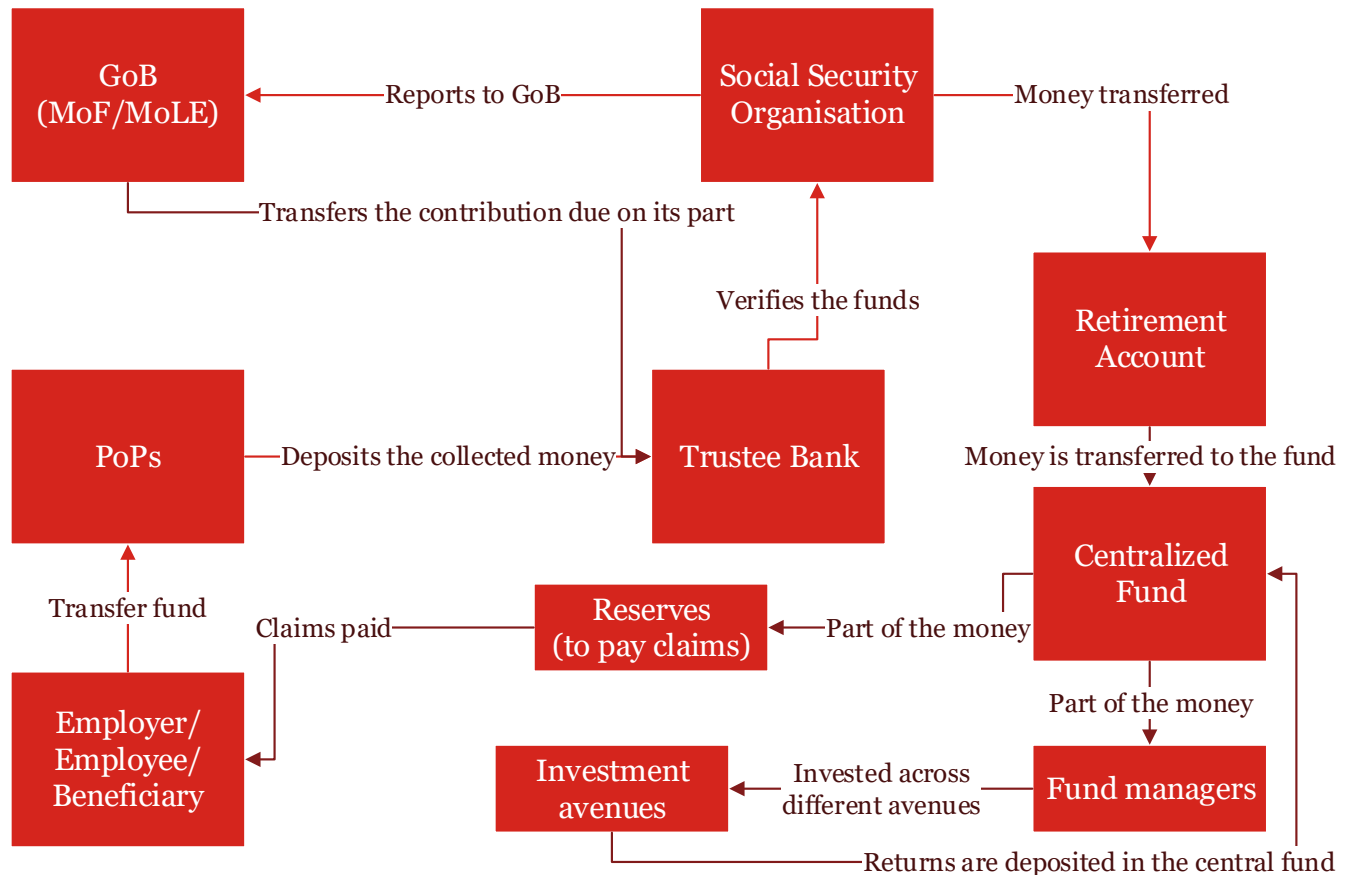 GoB
(MoF/MoLE)
Reports to GoB
Social Security
Organisation
Money transferred
Transfers the contribution due on its part
Verifies the funds
Retirement
Account
PoPs
Deposits the collected money
Trustee Bank
Money is transferred to the fund
Centralized
Fund
Transfer fund
Claims paid
Reserves
(to pay claims)
Part of the money
Part of the money
Employer/
Employee/
Beneficiary
Investment
avenues
Invested across
different avenues
Fund managers
Returns are deposited in the central fund